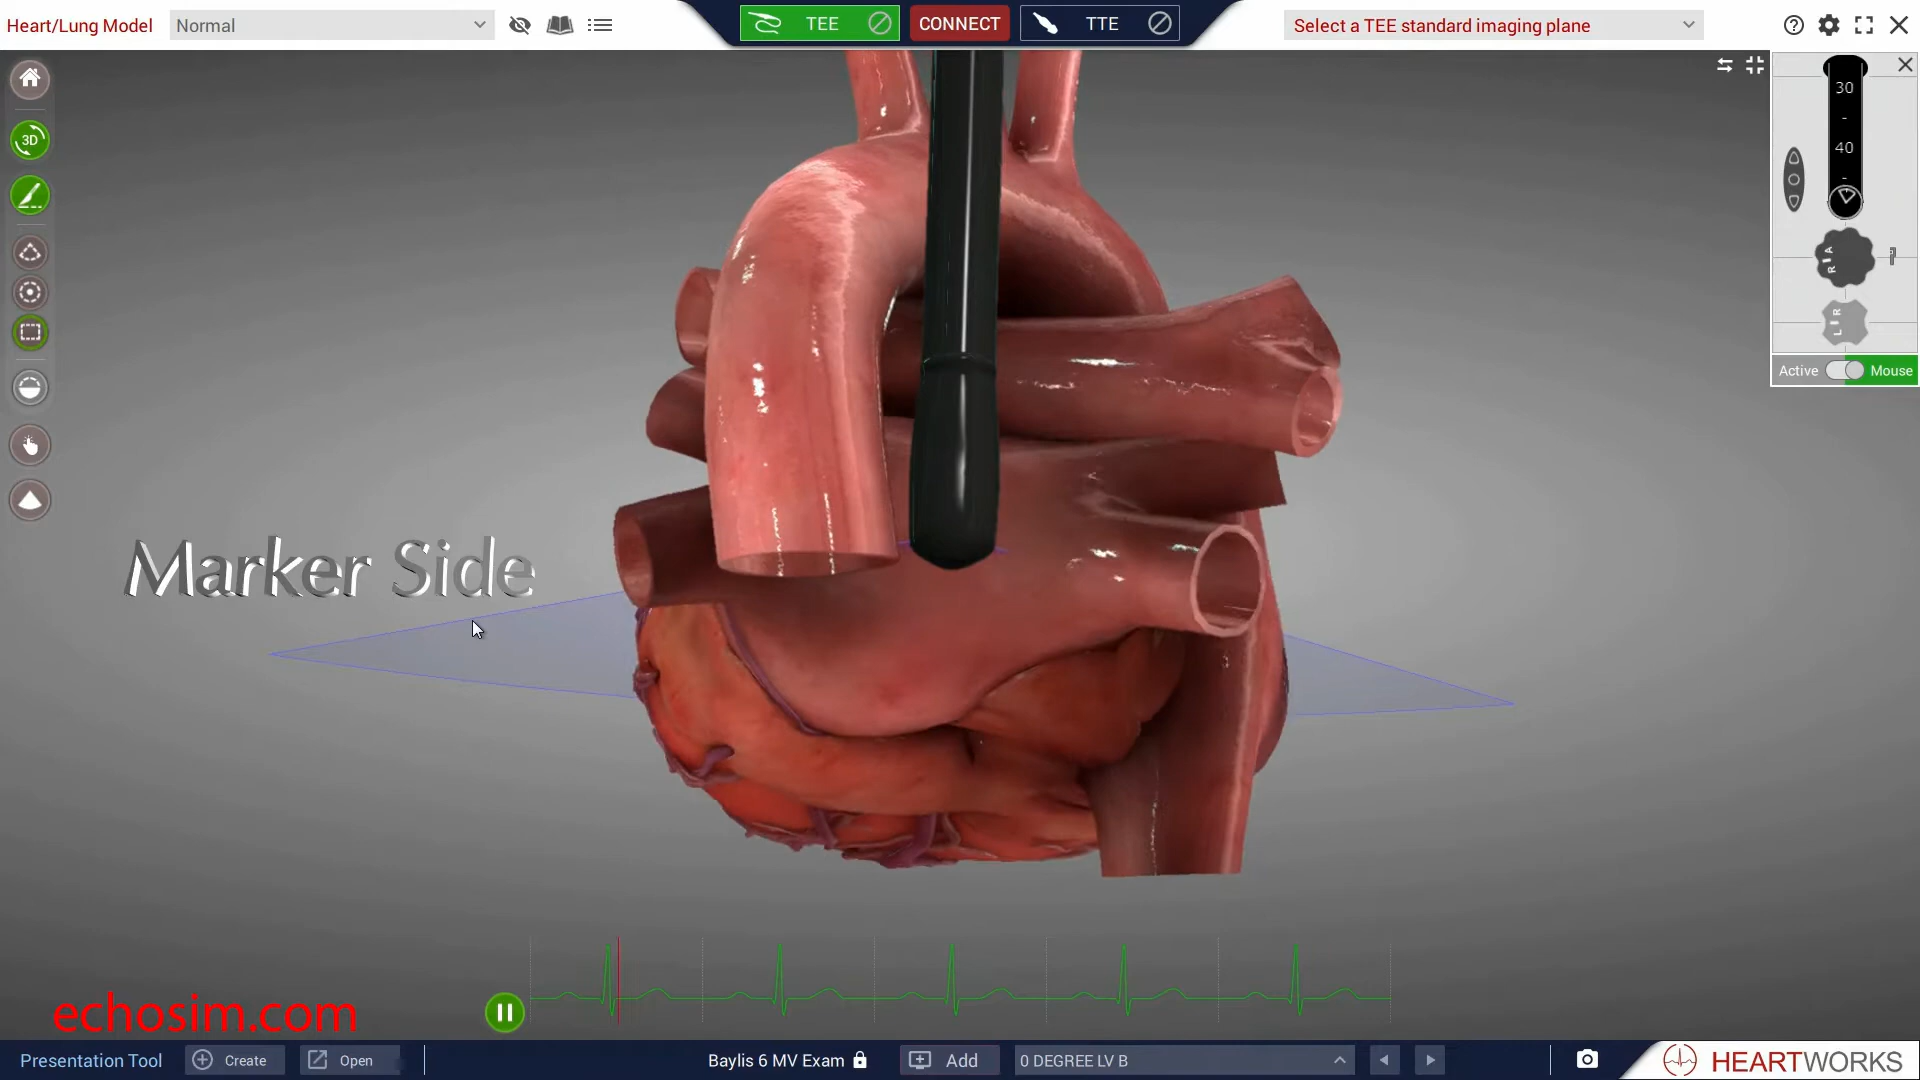 Heart/Lung Model
Normal
TEE
CONNECT
TTE
Select a TEE standard imaging plane
3D
30
-
40
-
R I A
L I R
Active
Mouse
Marker Side
echosim.com
Presentation Tool
Create
Open
Baylis 6 MV Exam
Add
0 DEGREE LV B
HEARTWORKS